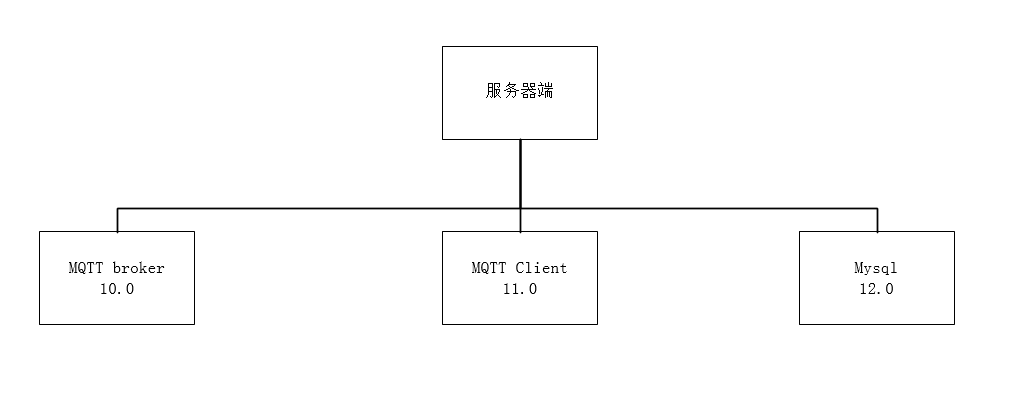 服务器端
MQTT broker
10.0
MQTT Client
11.0
Mysql
12.0